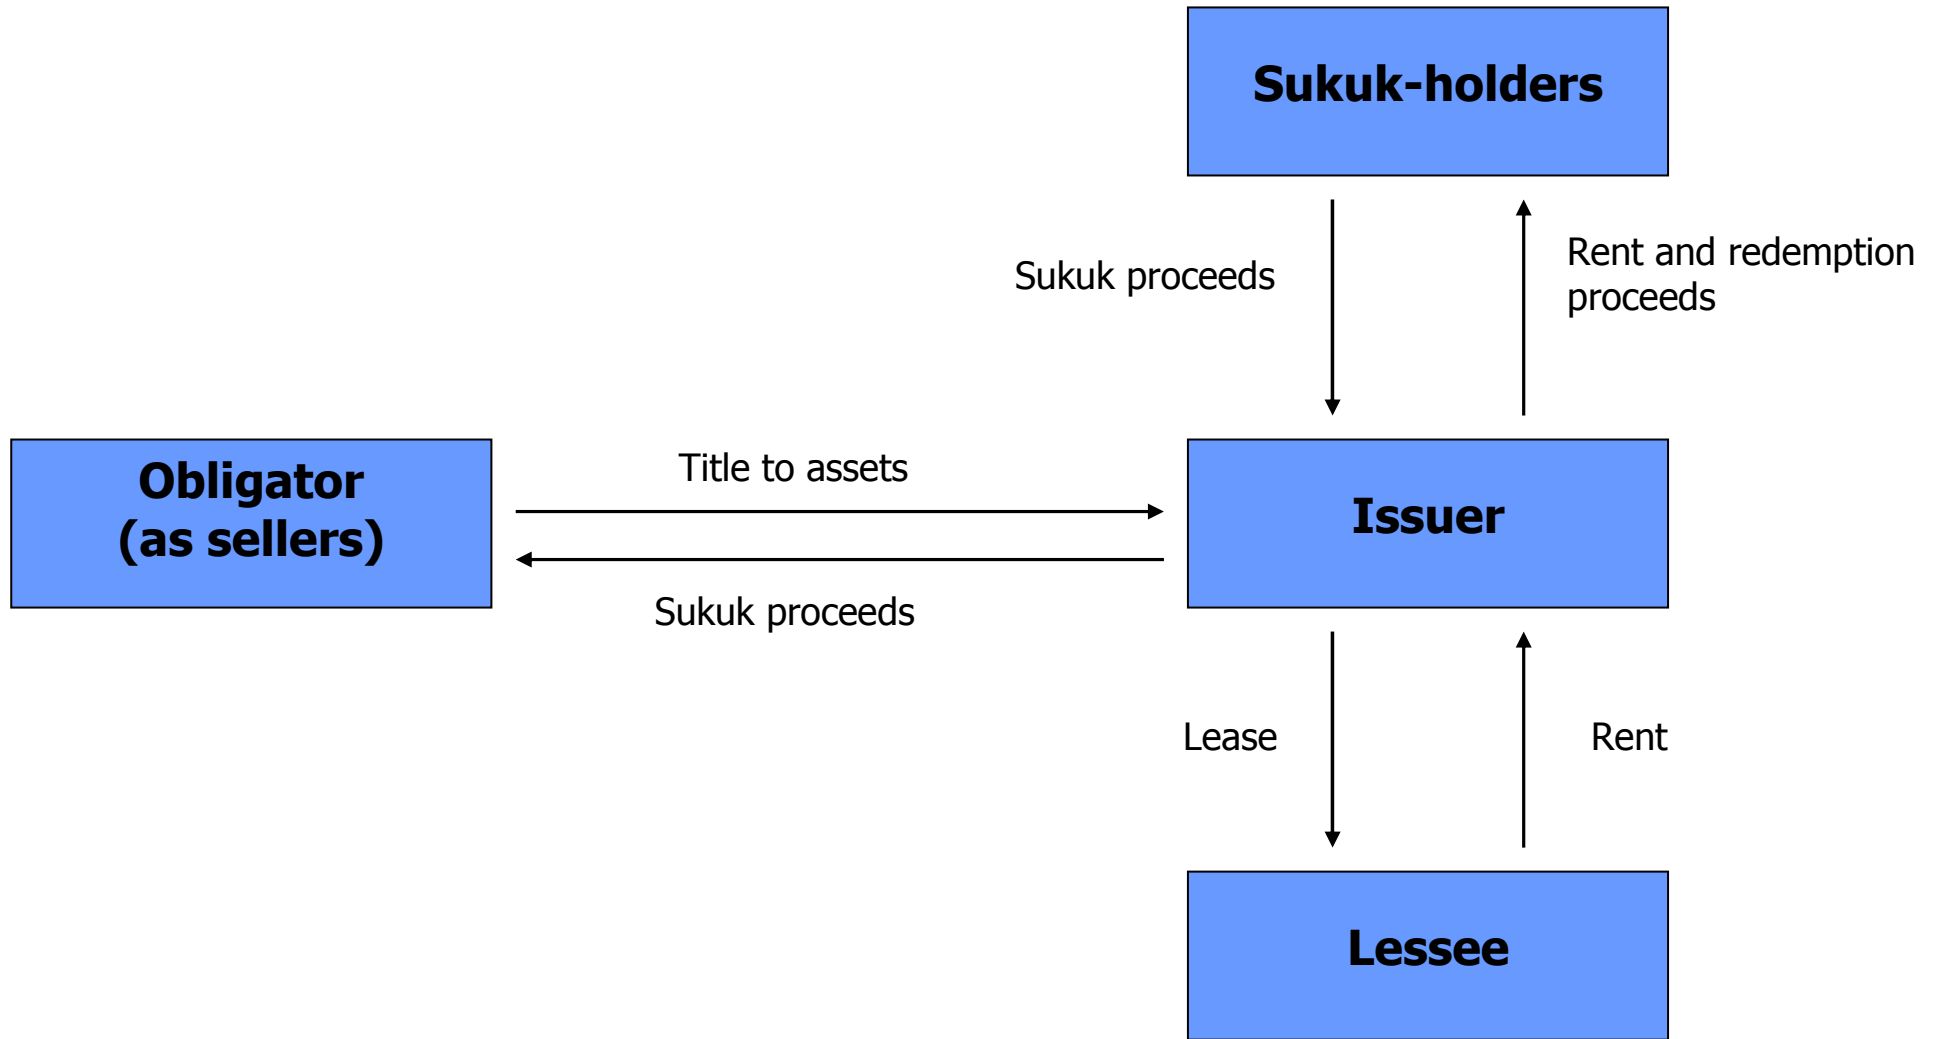 Sukuk-holders
Sukuk proceeds
Rent and redemption
proceeds
Obligator
(as sellers)
Title to assets
Sukuk proceeds
Issuer
Lease
Rent
Lessee